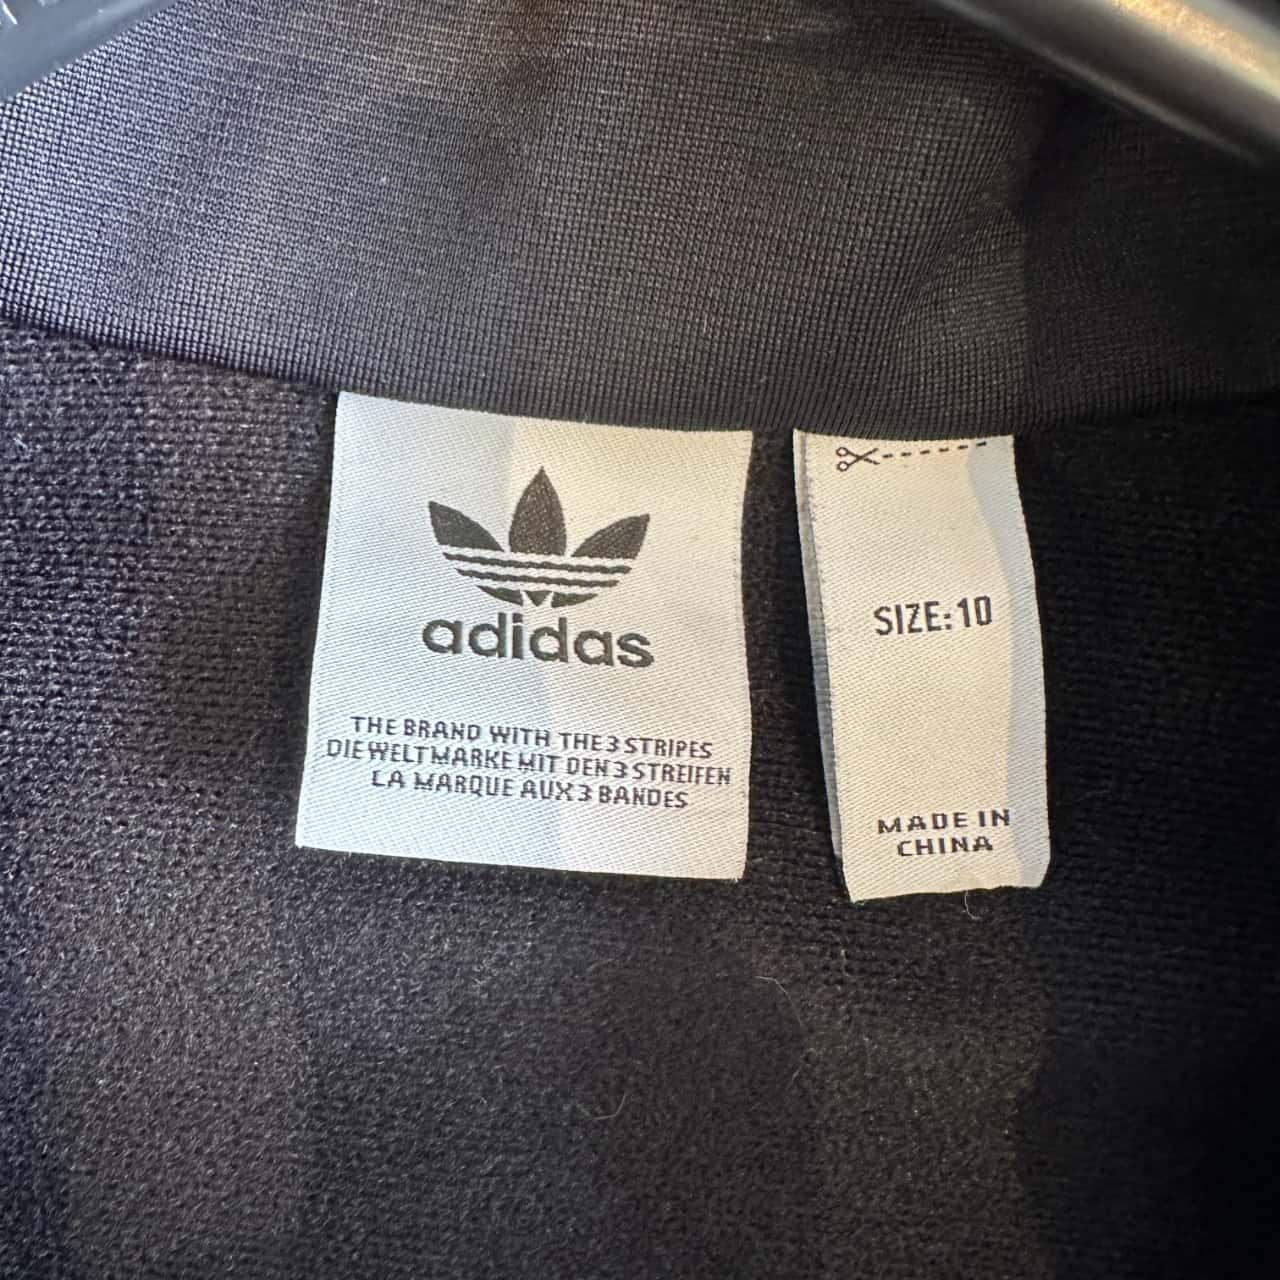 adidas
THE BRAND WITH THE 3 STRIPES
DIE WELTMARKE MIT DEN 3 STREIFEN
LA MARQUE AUX 3 BANDES
SIZE: 10
MADE IN
CHINA